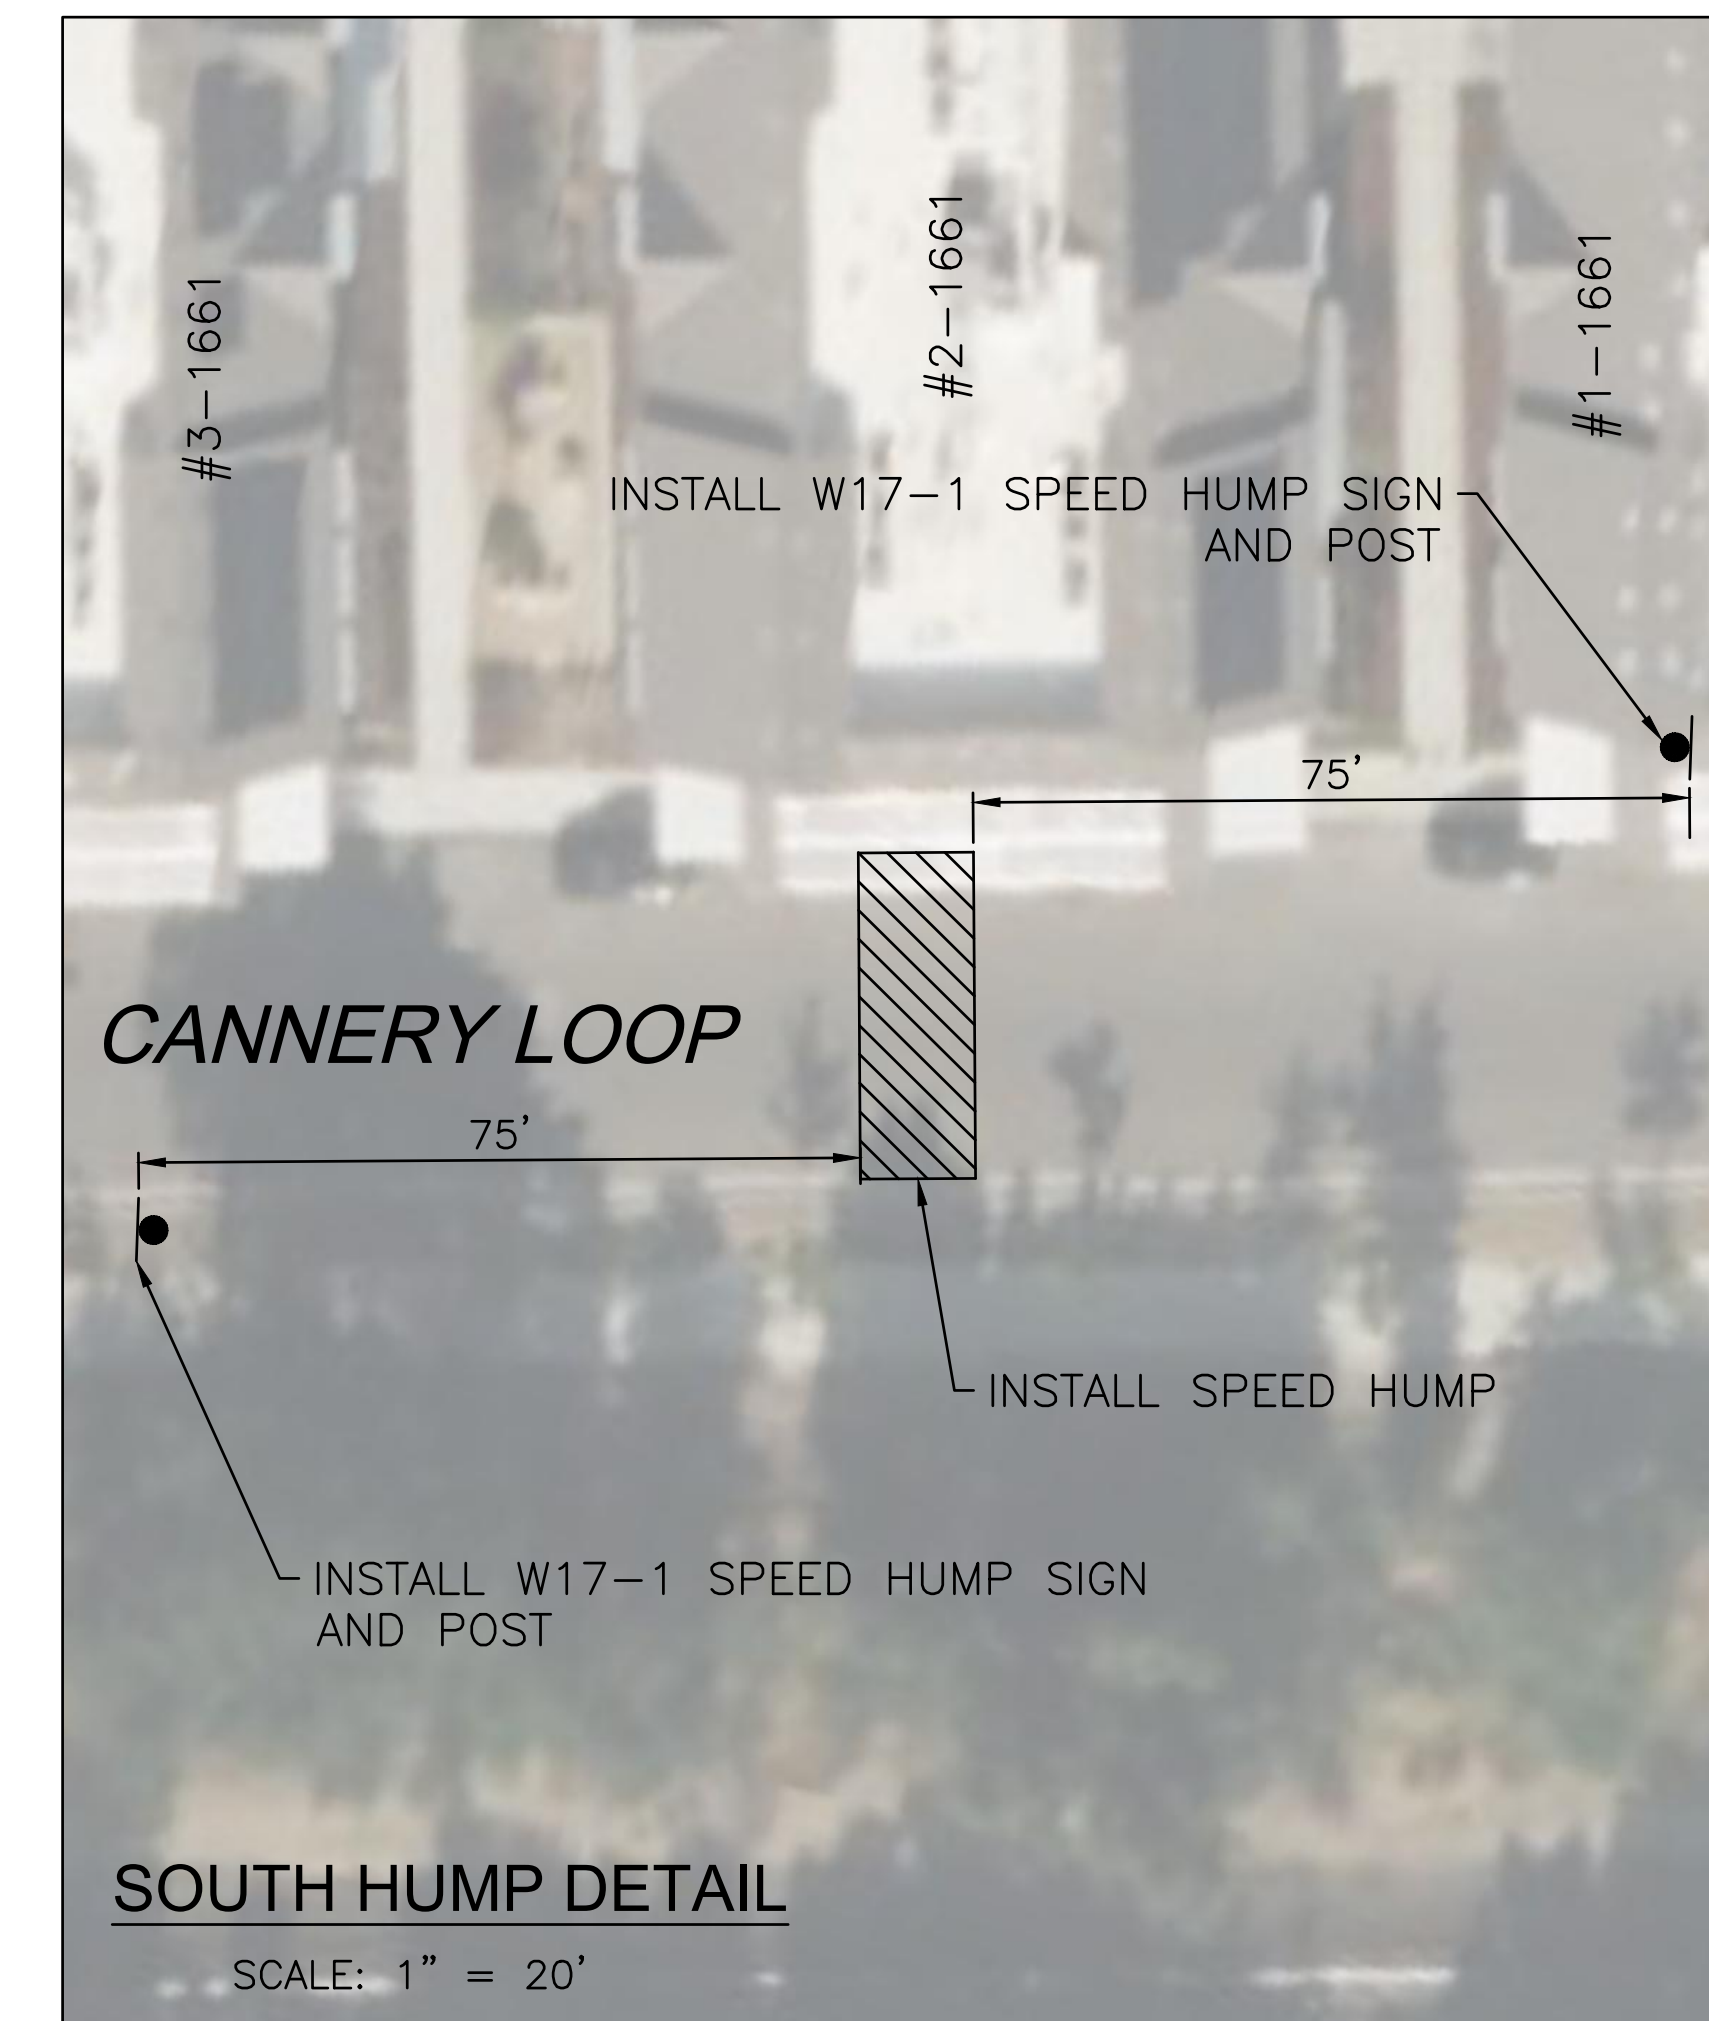 #3-1661
#2-1661
#1-1661
INSTALL W17-1 SPEED HUMP SIGN
AND POST
75'
CANNERY LOOP
75'
INSTALL SPEED HUMP
INSTALL W17-1 SPEED HUMP SIGN
AND POST
SOUTH HUMP DETAIL
SCALE: 1" = 20'